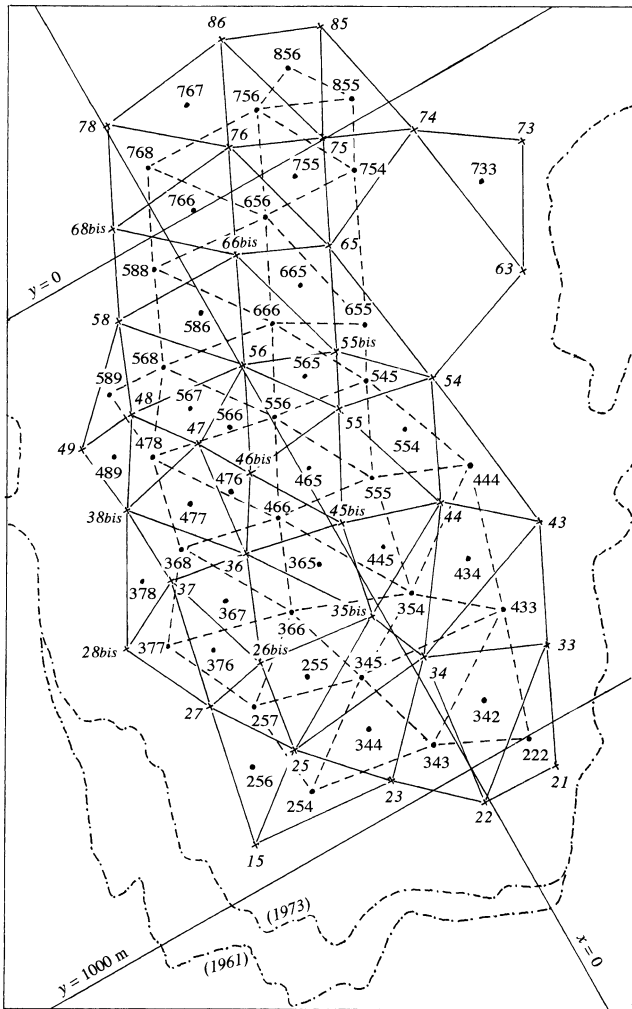 86 85
856
767 756 855
78 76 75 74 73
768 755 754 733
766 656
68bis 66bis 65
y = 0 588 665 63
58 586 666 655
55bis
568 56 565 545 54
589 48 567 566 556
49 47 55 554
489 478 46bis 465 444
476 555
38bis 477 466 45bis 44 43
368 36 365 445 434
378 37 367 354 433
35bis
366
28bis 377 376 26bis 255 345 34 33
27 257 342
25 344 343 222
256 254 23 22 21
15
(1973)
(1961)
y = 1000 m
x = 0